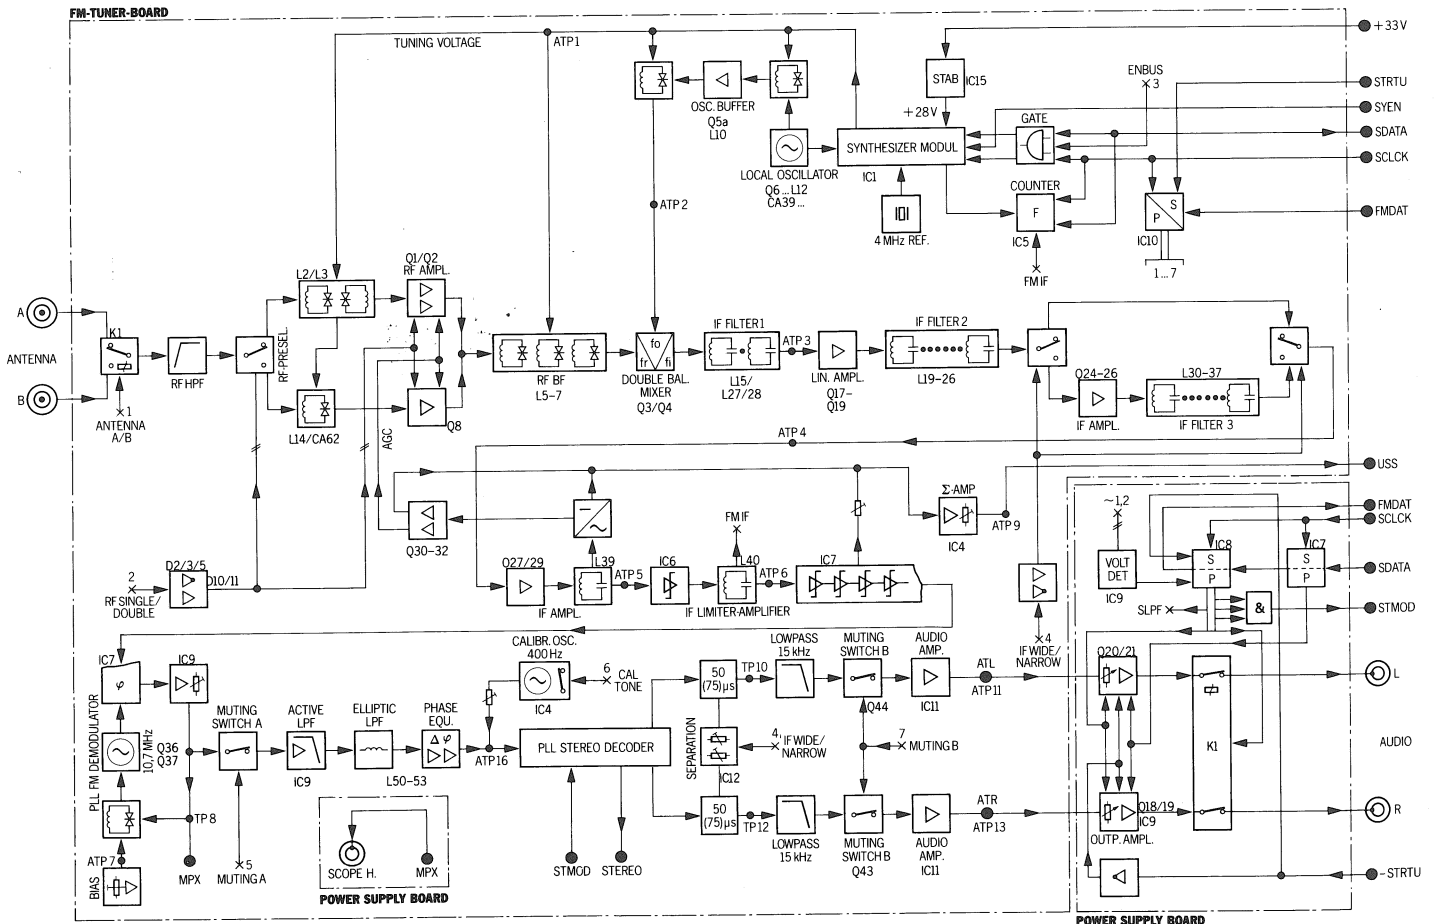 FM-TUNER-BOARD
TUNING VOLTAGE
ATP1
+33V
STAB
IC15
ENBUS
3
STRTU
SYEN
SDATA
SCLCK
FMDAT
OSC. BUFFER
Q5a
L10
+28V
GATE
SYNTHESIZER MODUL
IC1
LOCAL OSCILLATOR
Q6...L12
CA39...
4 MHz REF.
COUNTER
F
IC5
FM IF
S
P
IC10
1...7
ATP2
L2/L3
Q1/Q2
RF AMPL.
A
K1
ANTENNA
B
1
ANTENNA
A/B
RF HPF
RF-PRESEL.
L14/CA62
AGC
Q8
RF BF
L5-7
fo
fr
fi
DOUBLE BAL.
MIXER
Q3/Q4
IF FILTER 1
L15/
L27/28
ATP 3
LIN. AMPL.
Q17-
Q19
IF FILTER 2
L19-26
Q24-26
IF AMPL.
L30-37
IF FILTER 3
ATP 4
USS
Σ-AMP
IC4
ATP 9
Q30-32
FM IF
2
RF SINGLE/
DOUBLE
D2/3/5
D10/11
Q27/29
IF AMPL.
L39
ATP 5
IC6
L40
ATP 6
IF LIMITER-AMPLIFIER
IC7
4
IF WIDE/
NARROW
~1,2
VOLT
DET
IC9
IC8
S
P
IC7
S
P
FMDAT
SCLCK
SDATA
STMOD
SLPF
&
IC7
φ
IC9
PLL FM DEMODULATOR
10,7 MHz
Q36
Q37
MUTING
SWITCH A
ACTIVE
LPF
IC9
ELLIPTIC
LPF
L50-53
PHASE
EQU.
Δ φ
CALIBR. OSC.
400 Hz
IC4
6
CAL
TONE
ATP16
PLL STEREO DECODER
STMOD
STEREO
50
(75)µs
TP10
LOWPASS
15 kHz
MUTING
SWITCH B
Q44
AUDIO
AMP.
IC11
ATL
ATP11
SEPARATION
IC12
4'
IF WIDE/
NARROW
7
MUTING B
50
(75)µs
TP12
LOWPASS
15 kHz
MUTING
SWITCH B
Q43
AUDIO
AMP.
IC11
ATR
ATP13
Q20/21
K1
L
AUDIO
R
Q18/19
IC9
OUTP. AMPL.
-STRTU
TP8
ATP 7
BIAS
MPX
5
MUTING A
SCOPE H.
MPX
POWER SUPPLY BOARD
POWER SUPPLY BOARD